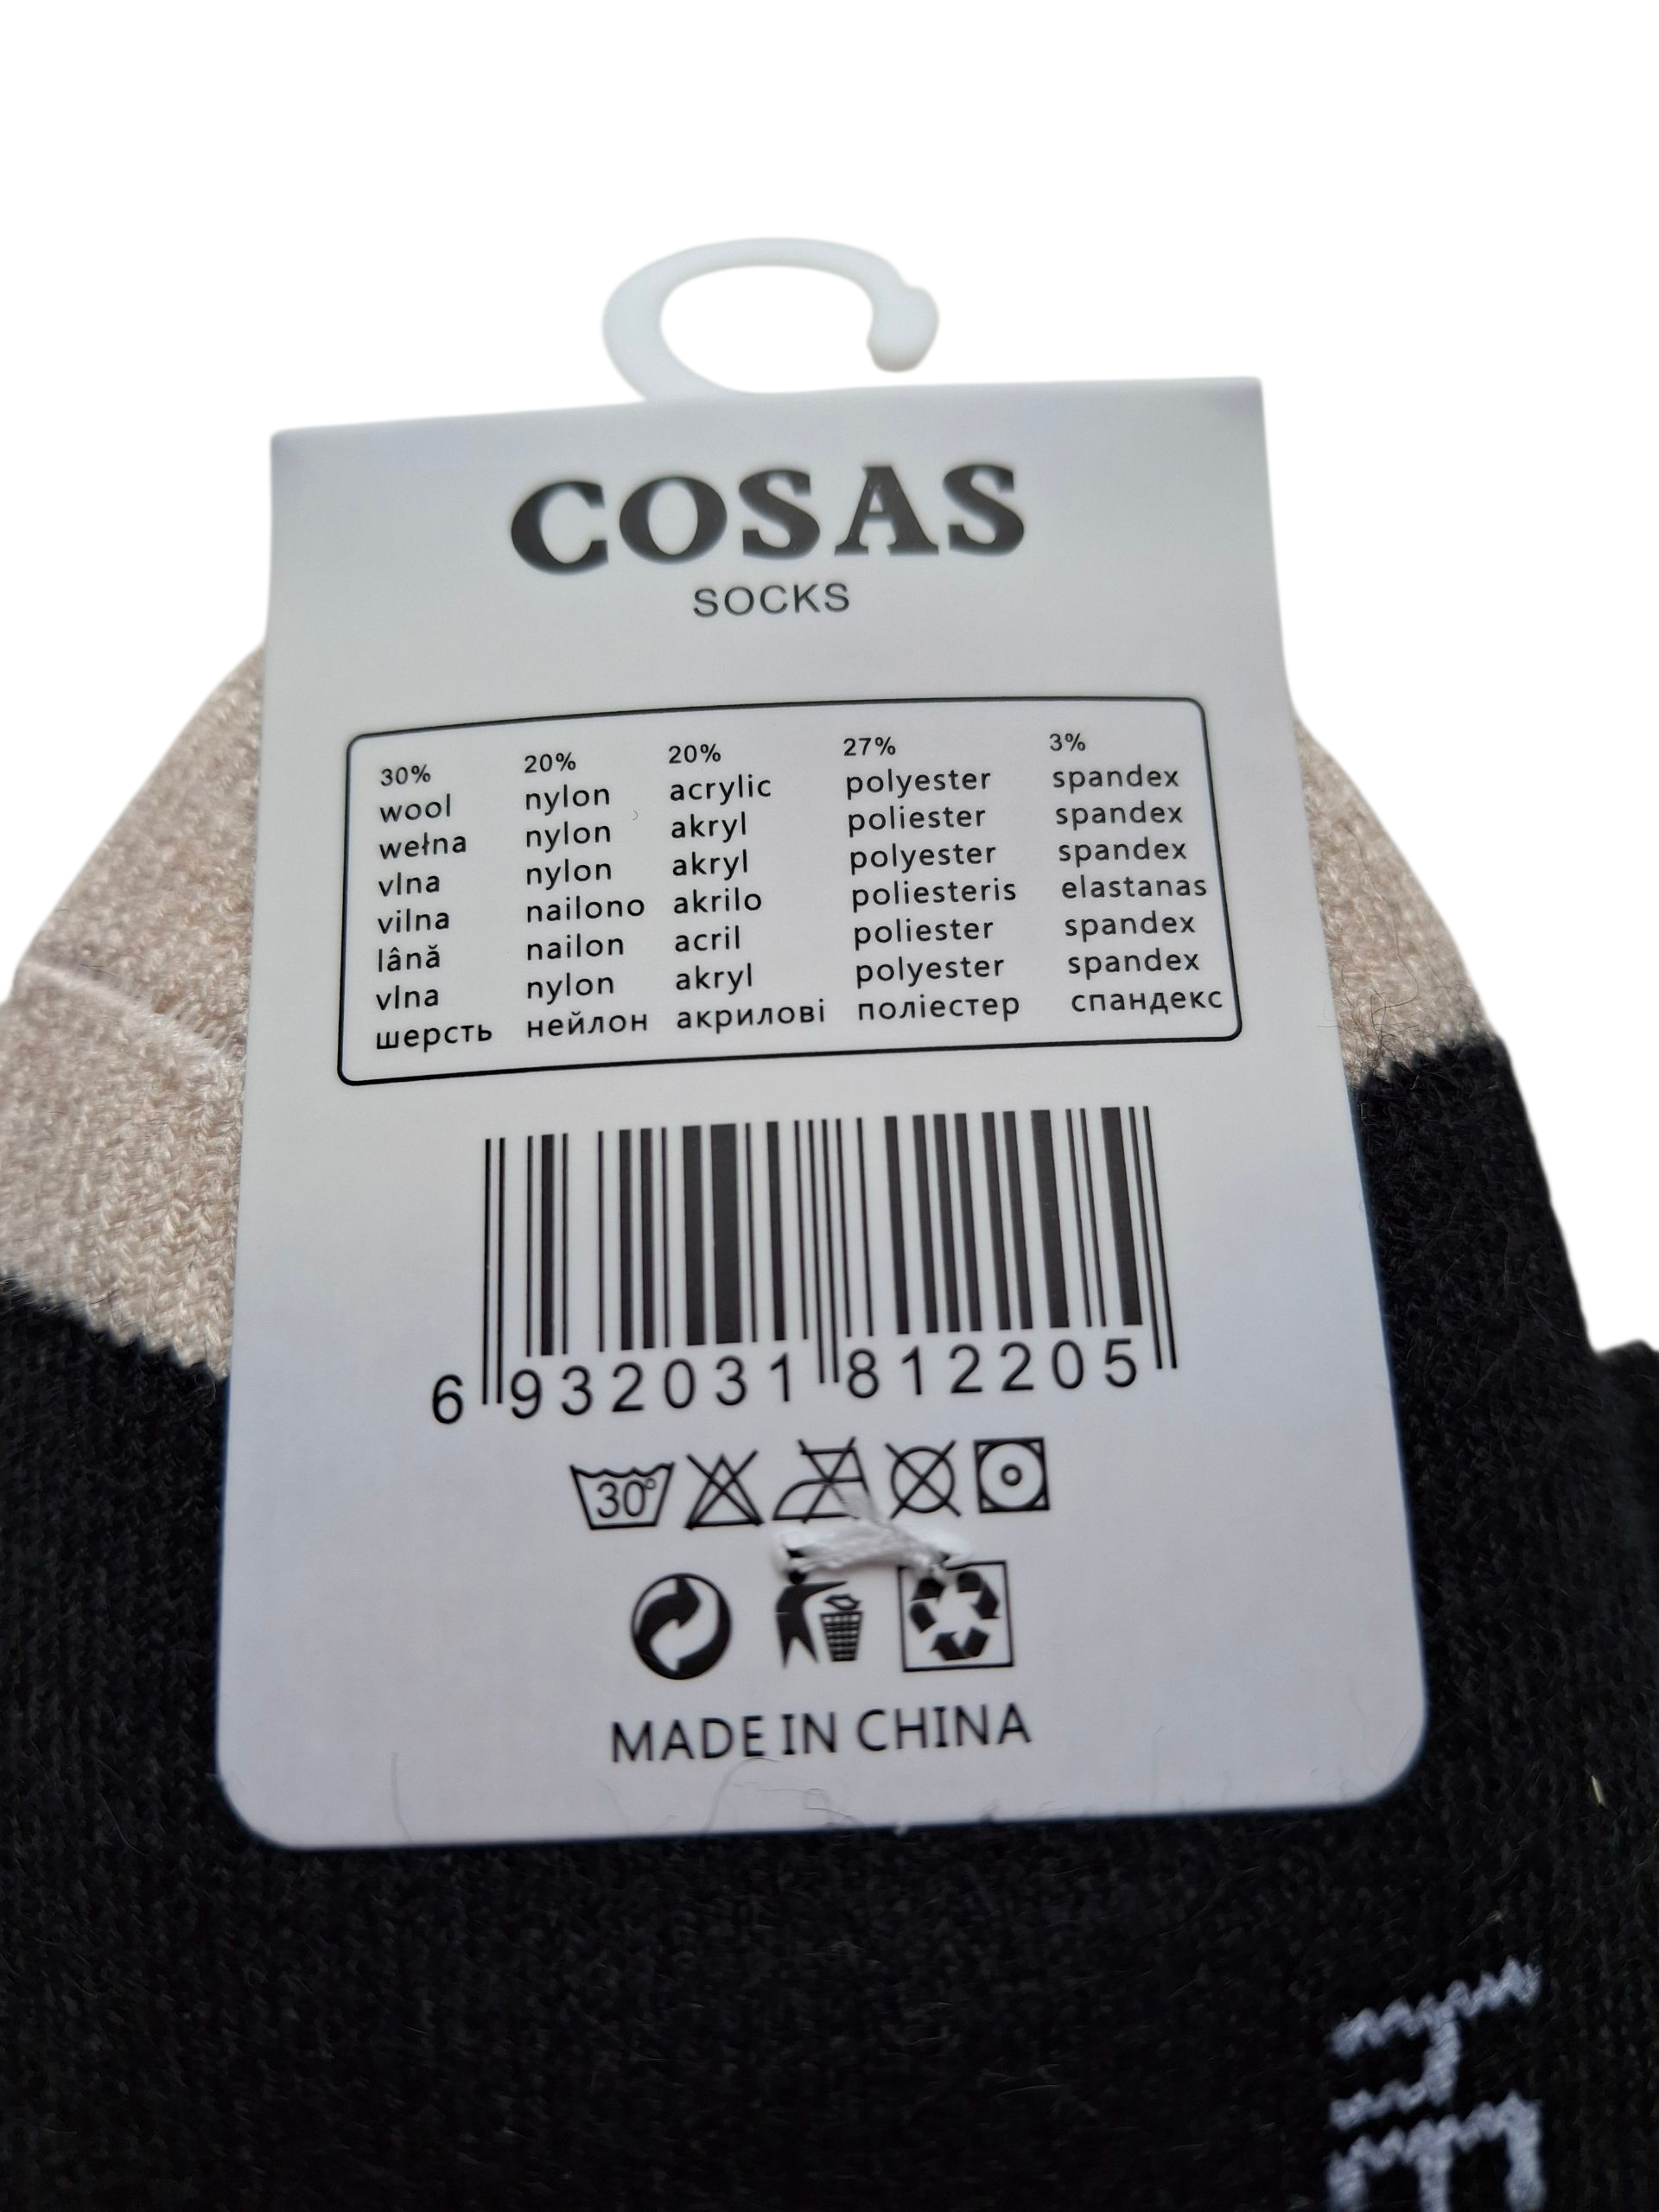 COSAS
SOCKS
30% 20% 20% 27% 3%
wool nylon acrylic polyester spandex
wełna nylon akryl poliester spandex
vlna nylon akryl polyester spandex
vilna nailono akrilo poliesteris elastanas
lână nailon acril poliester spandex
vlna nylon akryl polyester spandex
шерсть нейлон акрилові поліестер спандекс
6 932031 812205
30°
MADE IN CHINA